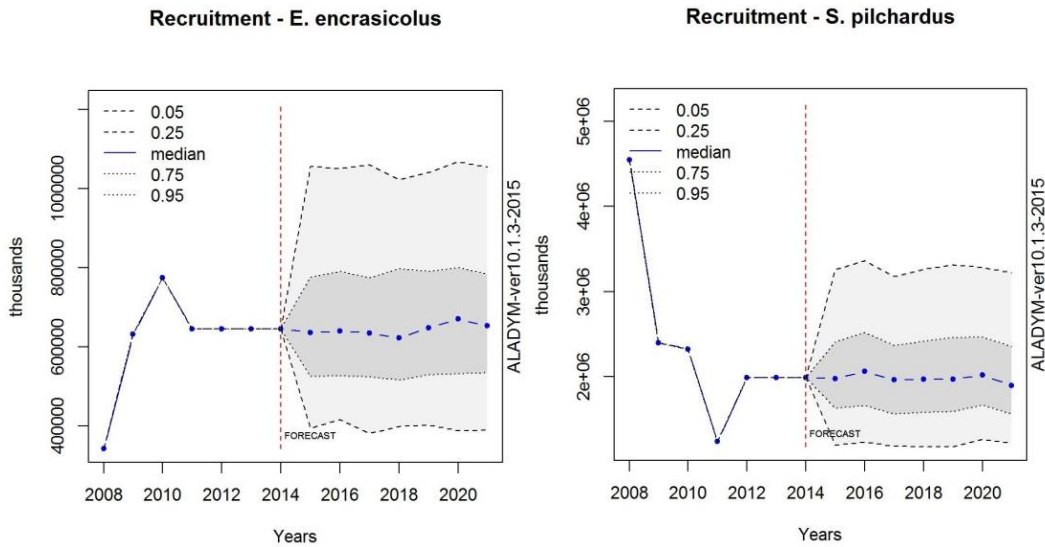 Recruitment - E. encrasicolus
0.05
0.25
median
0.75
0.95
thousands
400000
600000
800000
1000000
FORECAST
2008 2010 2012 2014 2016 2018 2020
Years
ALADYM-ver10.1.3-2015
Recruitment - S. pilchardus
0.05
0.25
median
0.75
0.95
thousands
2e+06
3e+06
4e+06
5e+06
FORECAST
2008 2010 2012 2014 2016 2018 2020
Years
ALADYM-ver10.1.3-2015